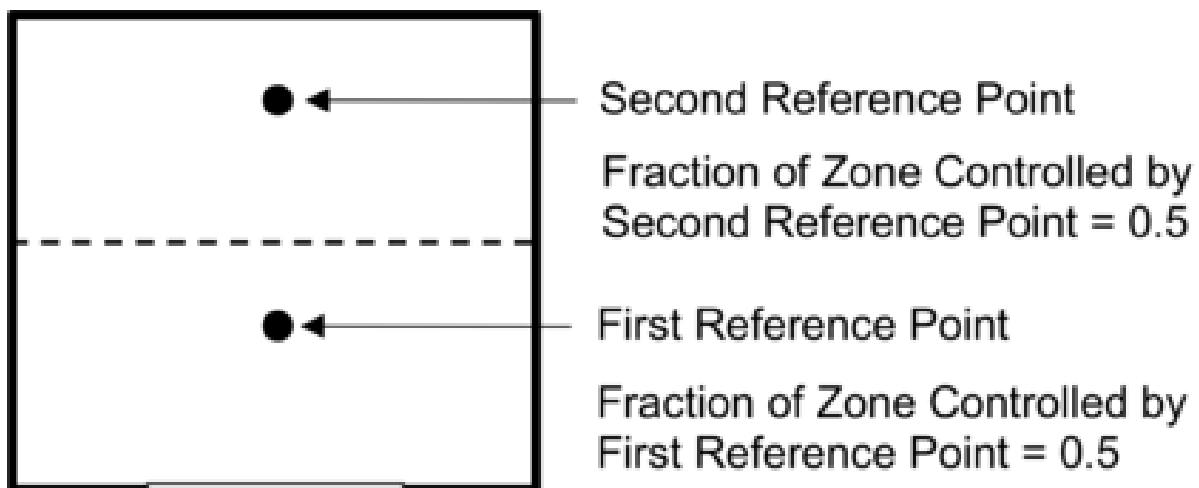 Second Reference Point
Fraction of Zone Controlled by
Second Reference Point = 0.5
First Reference Point
Fraction of Zone Controlled by
First Reference Point = 0.5